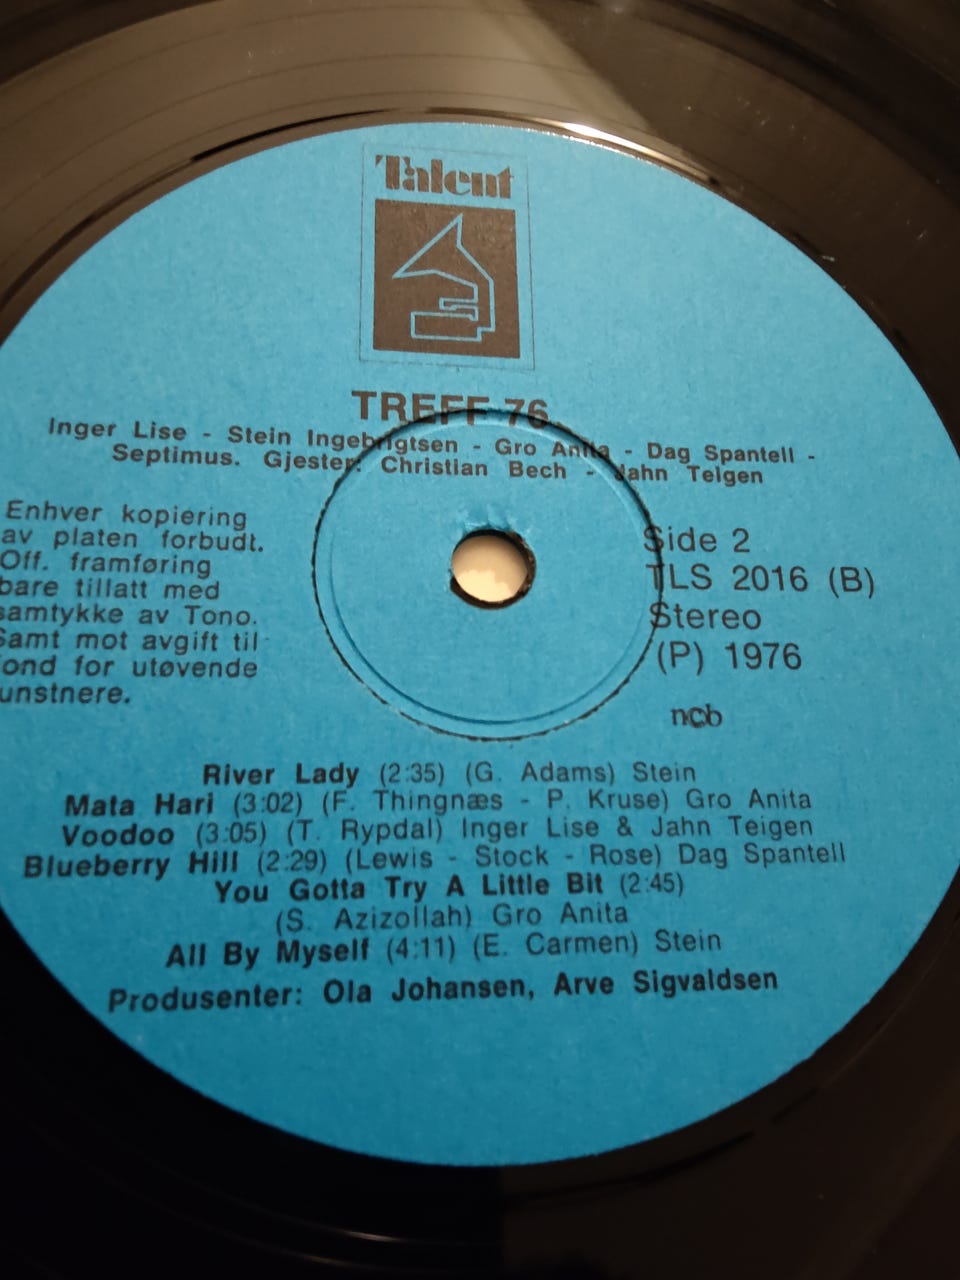 Talent
TREFF 76
Inger Lise - Stein Ingebrigtsen - Gro Anita - Dag Spantell -
Septimus. Gjester: Christian Bech - Jahn Teigen
Enhver kopiering
av platen forbudt.
Off. framføring
bare tillatt med
samtykke av Tono.
Samt mot avgift til
fond for utøvende
kunstnere.
Side 2
TLS 2016 (B)
Stereo
(P) 1976
ncb
River Lady (2:35) (G. Adams) Stein
Mata Hari (3:02) (F. Thingnæs - P. Kruse) Gro Anita
Voodoo (3:05) (T. Rypdal) Inger Lise & Jahn Teigen
Blueberry Hill (2:29) (Lewis - Stock - Rose) Dag Spantell
You Gotta Try A Little Bit (2:45)
(S. Azizollah) Gro Anita
All By Myself (4:11) (E. Carmen) Stein
Produsenter: Ola Johansen, Arve Sigvaldsen